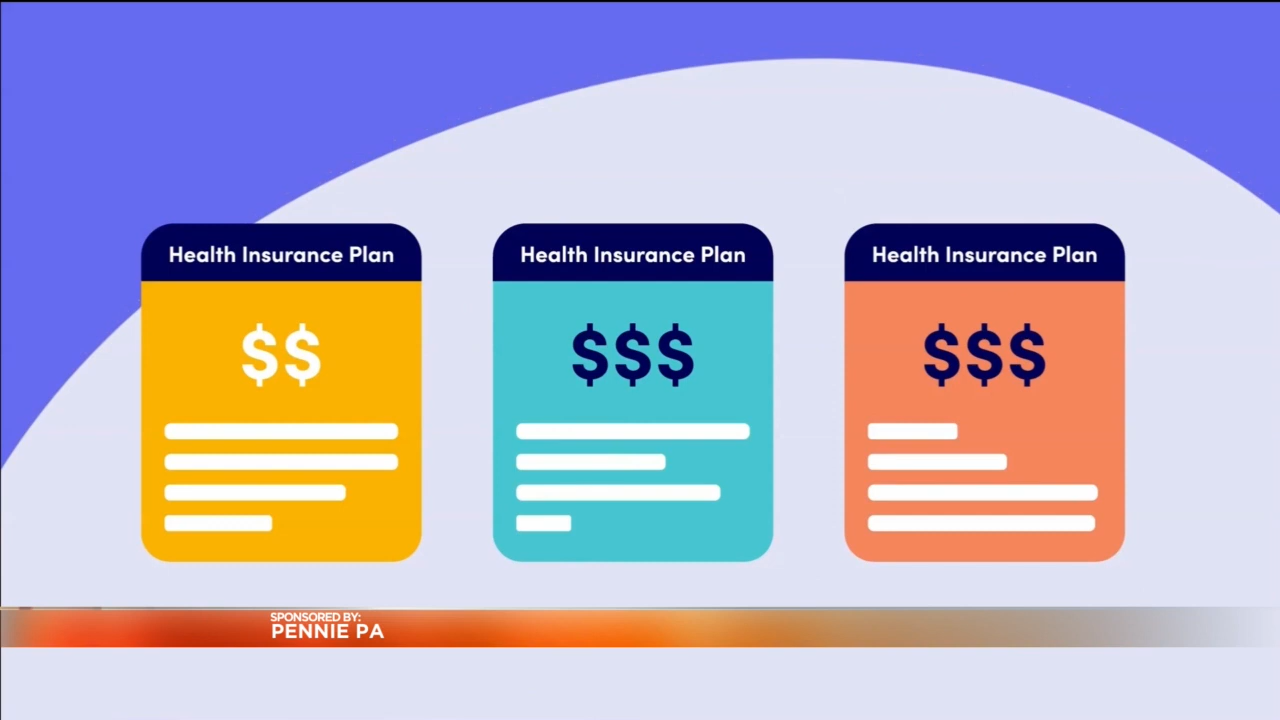 Health Insurance Plan
$$
Health Insurance Plan
$$$
Health Insurance Plan
$$$
SPONSORED BY:
PENNIE PA